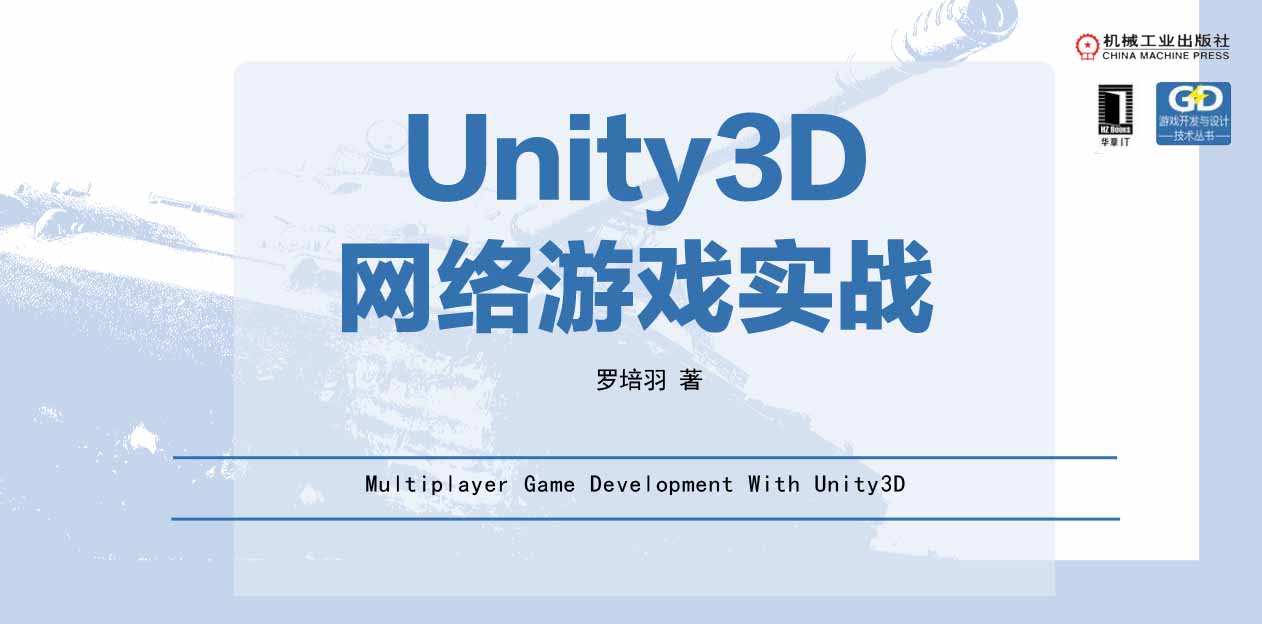 机械工业出版社
CHINA MACHINE PRESS
HZ Books
华章IT
GD
游戏开发与设计
技术丛书
Unity3D
网络游戏实战
罗培羽 著
Multiplayer Game Development With Unity3D